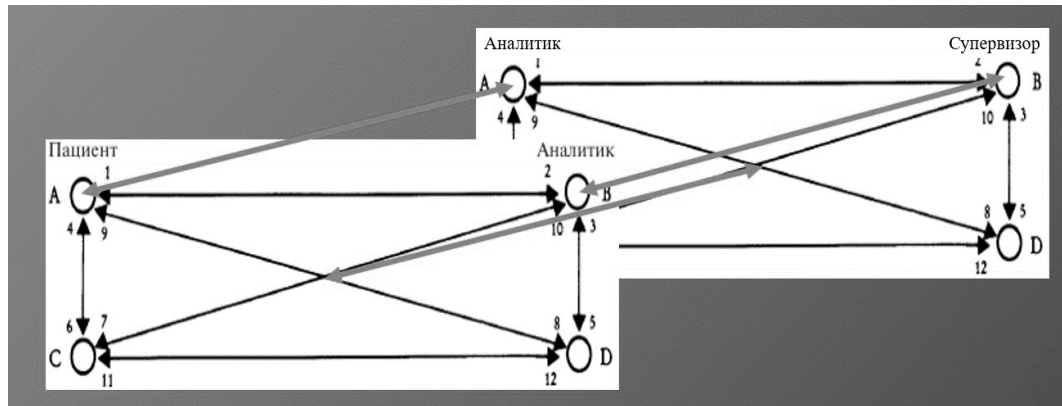 Аналитик Супервизор
1 2
A B
4 9 10 3
Пациент Аналитик
1 2
A B
4 9 10 3
8 5
D
12
6 7 8 5
C D
11 12